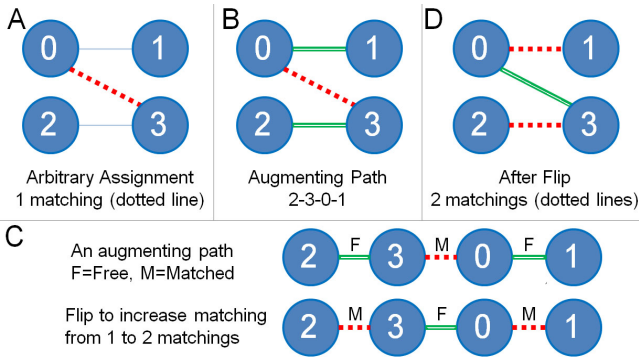 A
0 1
2 3
Arbitrary Assignment
1 matching (dotted line)
B
0 1
2 3
Augmenting Path
2-3-0-1
D
0 1
2 3
After Flip
2 matchings (dotted lines)
C
An augmenting path
F=Free, M=Matched
2 F 3 M 0 F 1
Flip to increase matching
from 1 to 2 matchings
2 M 3 F 0 M 1